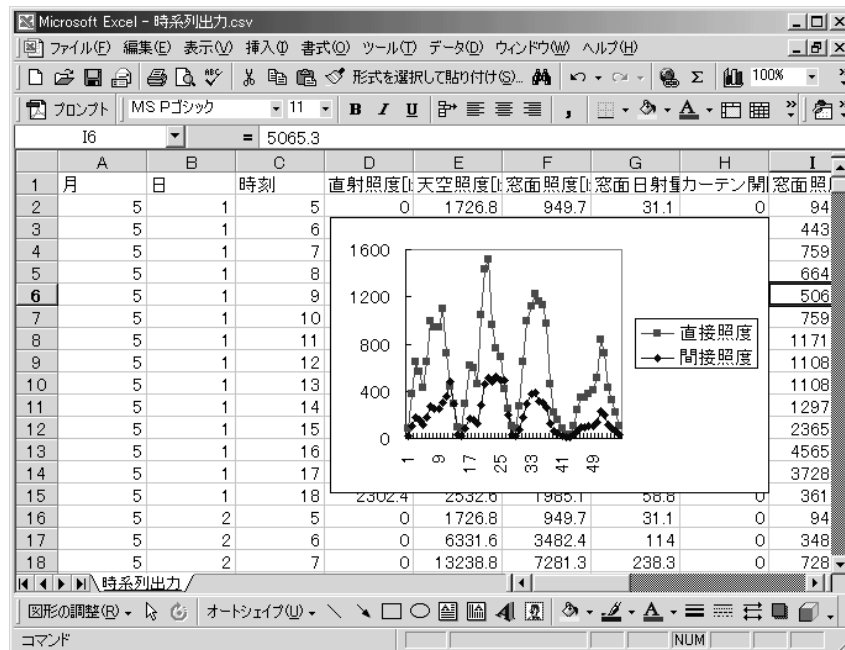 Microsoft Excel - 時系列出力.csv
ファイル(F) 編集(E) 表示(V) 挿入(I) 書式(O) ツール(T) データ(D) ウィンドウ(W) ヘルプ(H)
形式を選択して貼り付け(S)... 100%
プロンプト MS Pゴシック 11 B I U
I6 = 5065.3
A B C D E F G H I
1 月 日 時刻 直射照度[l 天空照度[l 窓面照度[l 窓面日射量 カーテン開 窓面照
2 5 1 5 0 1726.8 949.7 31.1 0 94
3 5 1 6 443
4 5 1 7 759
5 5 1 8 664
6 5 1 9 506
7 5 1 10 759
8 5 1 11 1171
9 5 1 12 1108
10 5 1 13 1108
11 5 1 14 1297
12 5 1 15 2365
13 5 1 16 4565
14 5 1 17 3728
15 5 1 18 2302.4 2532.6 1985.1 58.8 0 361
16 5 2 5 0 1726.8 949.7 31.1 0 94
17 5 2 6 0 6331.6 3482.4 114 0 348
18 5 2 7 0 13238.8 7281.3 238.3 0 728
1600
1200
800
400
0
1 9 17 25 33 41 49
直接照度
間接照度
時系列出力
図形の調整(R) オートシェイプ(U)
コマンド NUM